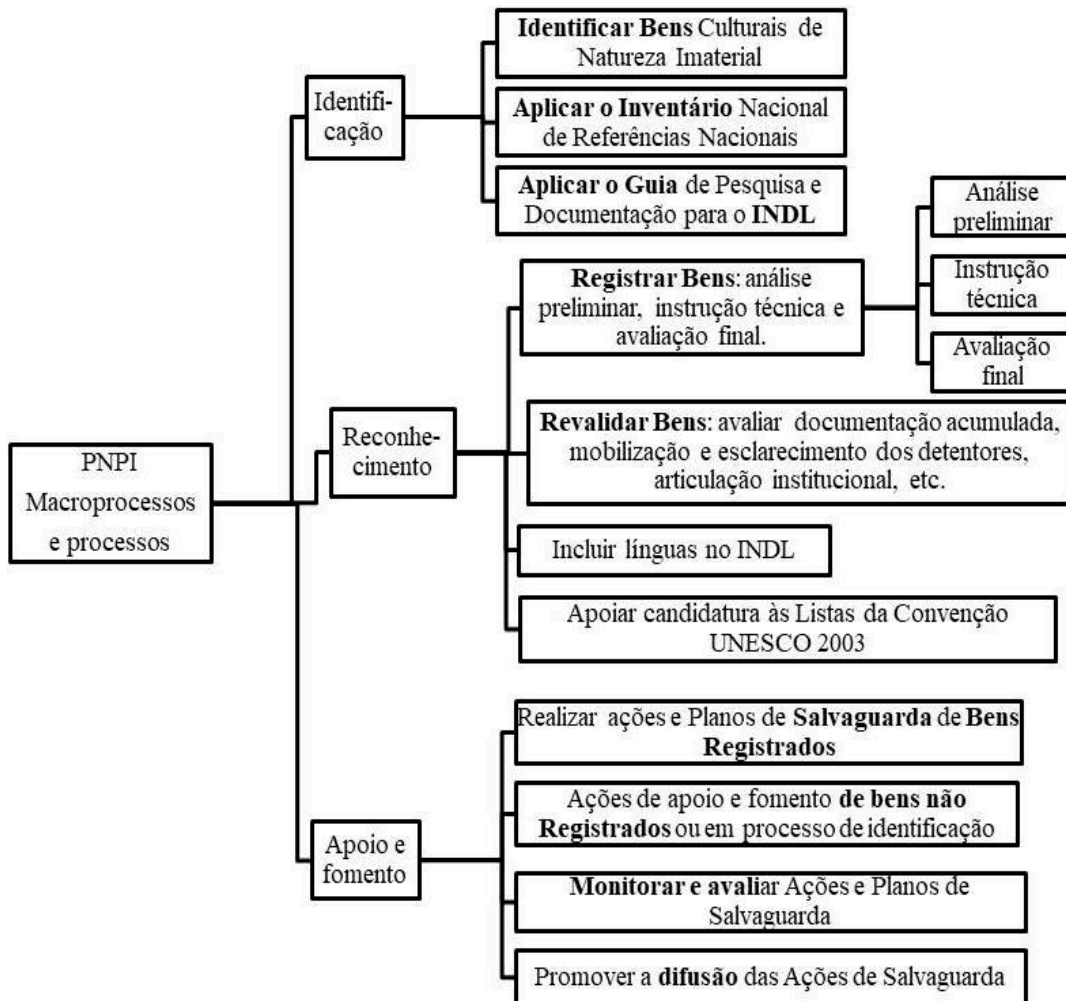 PNPI
Macroprocessos
e processos
Identifi-
cação
Identificar Bens Culturais de
Natureza Imaterial
Aplicar o Inventário Nacional
de Referências Nacionais
Aplicar o Guia de Pesquisa e
Documentação para o INDL
Reconhe-
cimento
Registrar Bens: análise
preliminar, instrução técnica e
avaliação final.
Análise
preliminar
Instrução
técnica
Avaliação
final
Revalidar Bens: avaliar documentação acumulada,
mobilização e esclarecimento dos detentores,
articulação institucional, etc.
Incluir línguas no INDL
Apoiar candidatura às Listas da Convenção
UNESCO 2003
Apoio e
fomento
Realizar ações e Planos de Salvaguarda de Bens
Registrados
Ações de apoio e fomento de bens não
Registrados ou em processo de identificação
Monitorar e avaliar Ações e Planos de
Salvaguarda
Promover a difusão das Ações de Salvaguarda